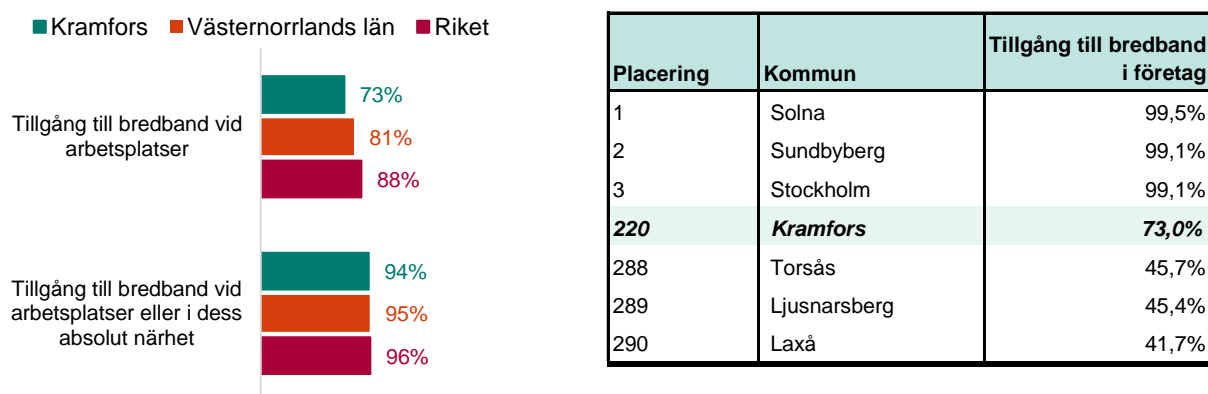 Kramfors Västernorrlands län Riket
Tillgång till bredband vid
arbetsplatser
73%
81%
88%
Tillgång till bredband vid
arbetsplatser eller i dess
absolut närhet
94%
95%
96%
Placering Kommun Tillgång till bredband
i företag
1 Solna 99,5%
2 Sundbyberg 99,1%
3 Stockholm 99,1%
220 Kramfors 73,0%
288 Torsås 45,7%
289 Ljusnarsberg 45,4%
290 Laxå 41,7%